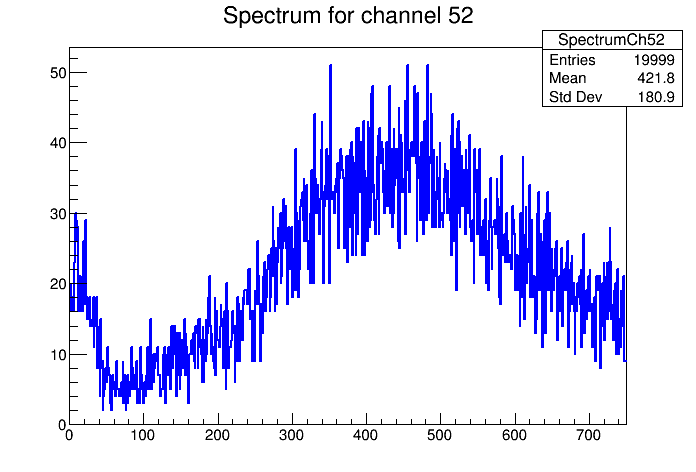 Spectrum for channel 52
SpectrumCh52
Entries 19999
Mean 421.8
Std Dev 180.9
50
40
30
20
10
0
0 100 200 300 400 500 600 700